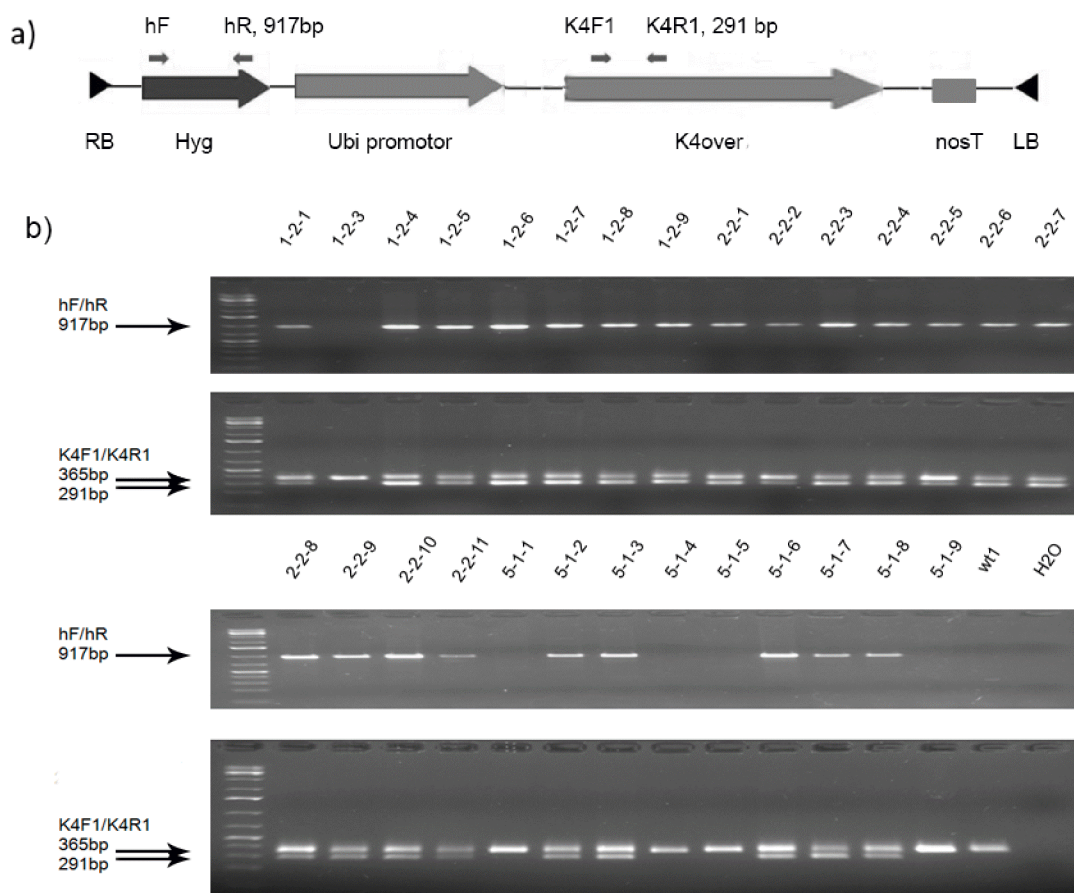 a)
hF hR, 917bp K4F1 K4R1, 291 bp
RB Hyg Ubi promotor K4over nosT LB
b)
1-2-1 1-2-3 1-2-4 1-2-5 1-2-6 1-2-7 1-2-8 1-2-9 2-2-1 2-2-2 2-2-3 2-2-4 2-2-5 2-2-6 2-2-7
hF/hR
917bp
K4F1/K4R1
365bp
291bp
2-2-8 2-2-9 2-2-10 2-2-11 5-1-1 5-1-2 5-1-3 5-1-4 5-1-5 5-1-6 5-1-7 5-1-8 5-1-9 wt1 H2O
hF/hR
917bp
K4F1/K4R1
365bp
291bp